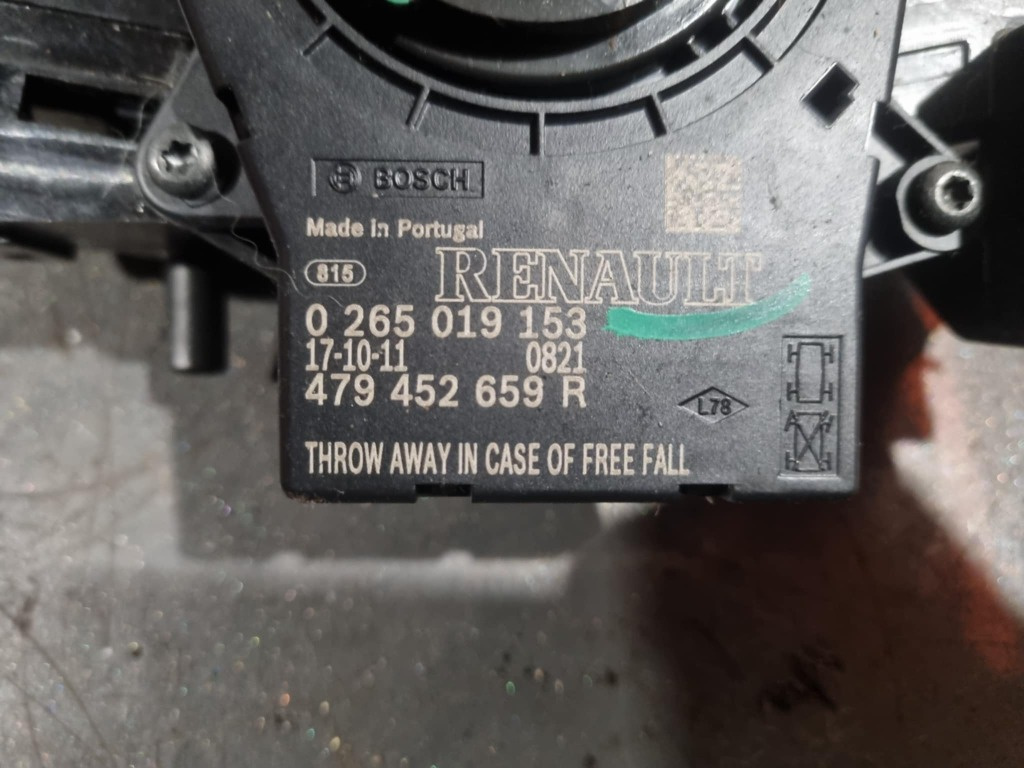 BOSCH
Made in Portugal
815
RENAULT
0 265 019 153
17-10-11 0821
479 452 659 R
L78
THROW AWAY IN CASE OF FREE FALL